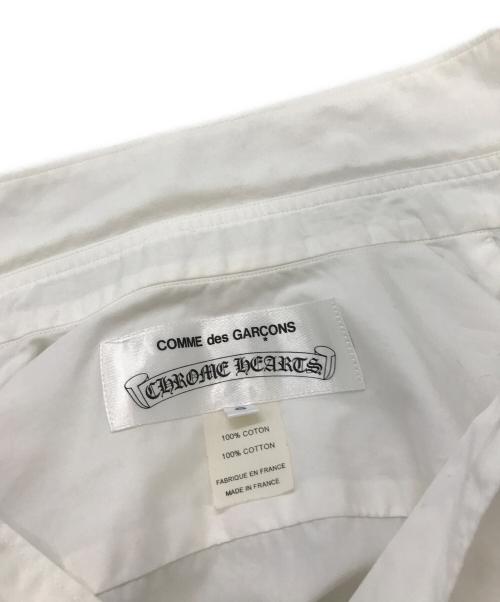 COMME des GARÇONS
CHROME HEARTS
S
100% COTON
100% COTTON
FABRIQUE EN FRANCE
MADE IN FRANCE